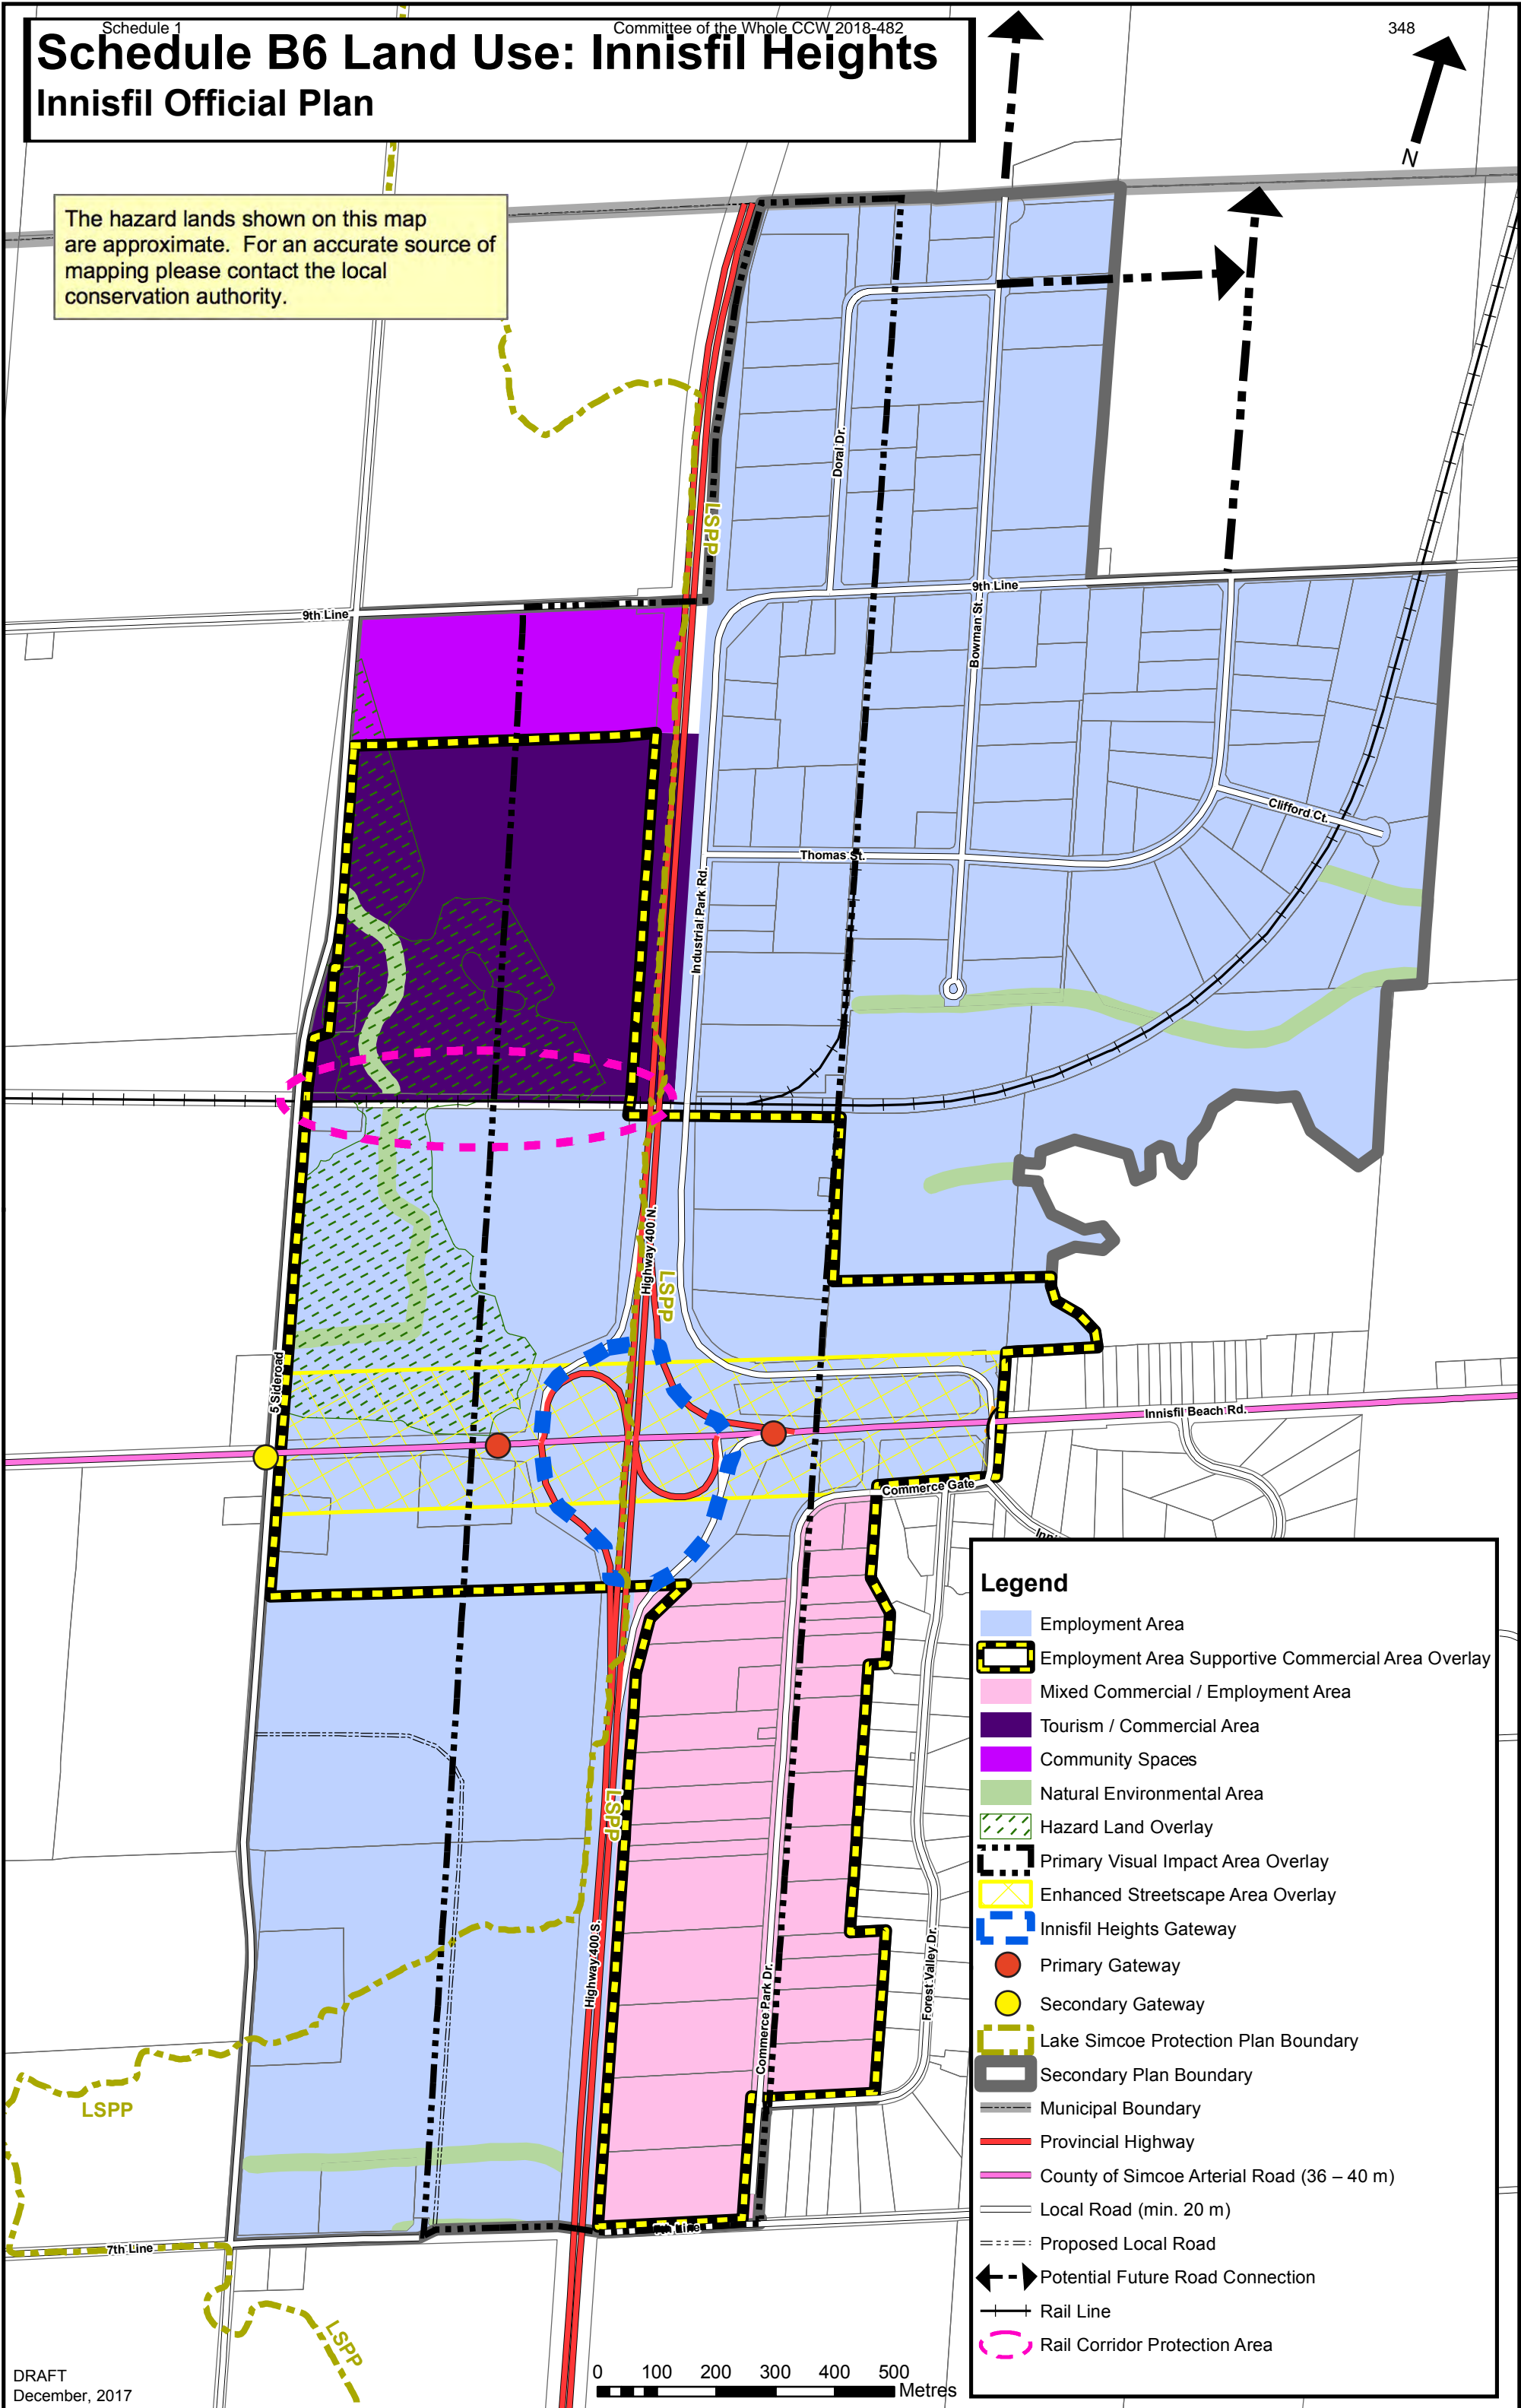 Schedule 1
Committee of the Whole CCW 2018-482
348
Schedule B6 Land Use: Innisfil Heights
Innisfil Official Plan
N
The hazard lands shown on this map
are approximate. For an accurate source of
mapping please contact the local
conservation authority.
Doral Dr.
LSPP
9th Line
Bowman St.
9th Line
Clifford Ct.
Thomas St.
Industrial Park Rd.
Highway 400 N.
LSPP
5 Sideroad
Innisfil Beach Rd.
Commerce Gate
LSPP
Highway 400 S.
Commerce Park Dr.
Forest Valley Dr.
LSPP
7th Line
7th Line
LSPP
Legend
Employment Area
Employment Area Supportive Commercial Area Overlay
Mixed Commercial / Employment Area
Tourism / Commercial Area
Community Spaces
Natural Environmental Area
Hazard Land Overlay
Primary Visual Impact Area Overlay
Enhanced Streetscape Area Overlay
Innisfil Heights Gateway
Primary Gateway
Secondary Gateway
Lake Simcoe Protection Plan Boundary
Secondary Plan Boundary
Municipal Boundary
Provincial Highway
County of Simcoe Arterial Road (36 – 40 m)
Local Road (min. 20 m)
Proposed Local Road
Potential Future Road Connection
Rail Line
Rail Corridor Protection Area
0 100 200 300 400 500
Metres
DRAFT
December, 2017